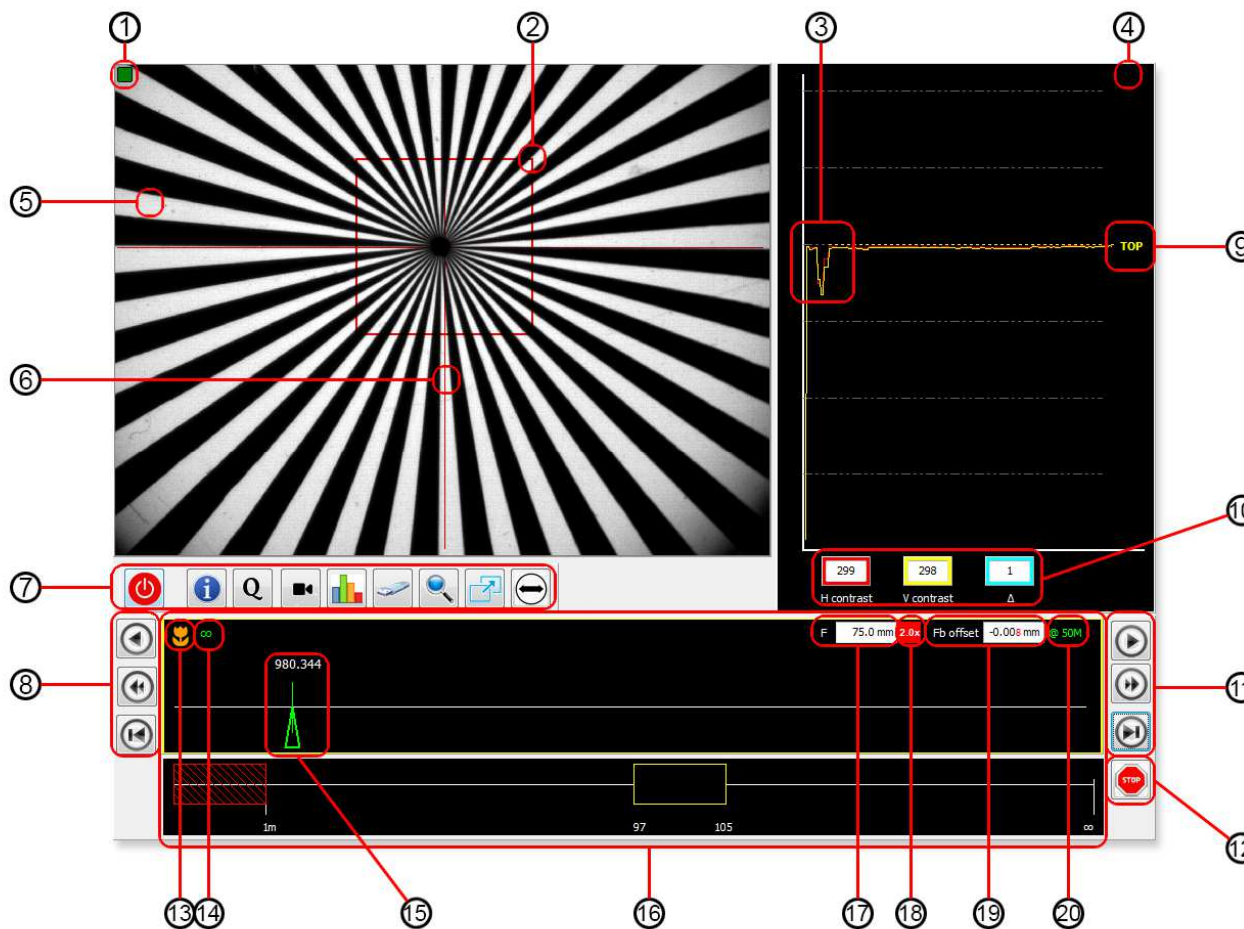 1
2
3
4
5
6
TOP
9
299
298
1
H contrast
V contrast
Δ
10
7
Q
8
∞
F
75.0 mm
2.0x
Fb offset
-0.008 mm
@ 50M
980.344
11
STOP
1m
97
105
∞
12
13
14
15
16
17
18
19
20